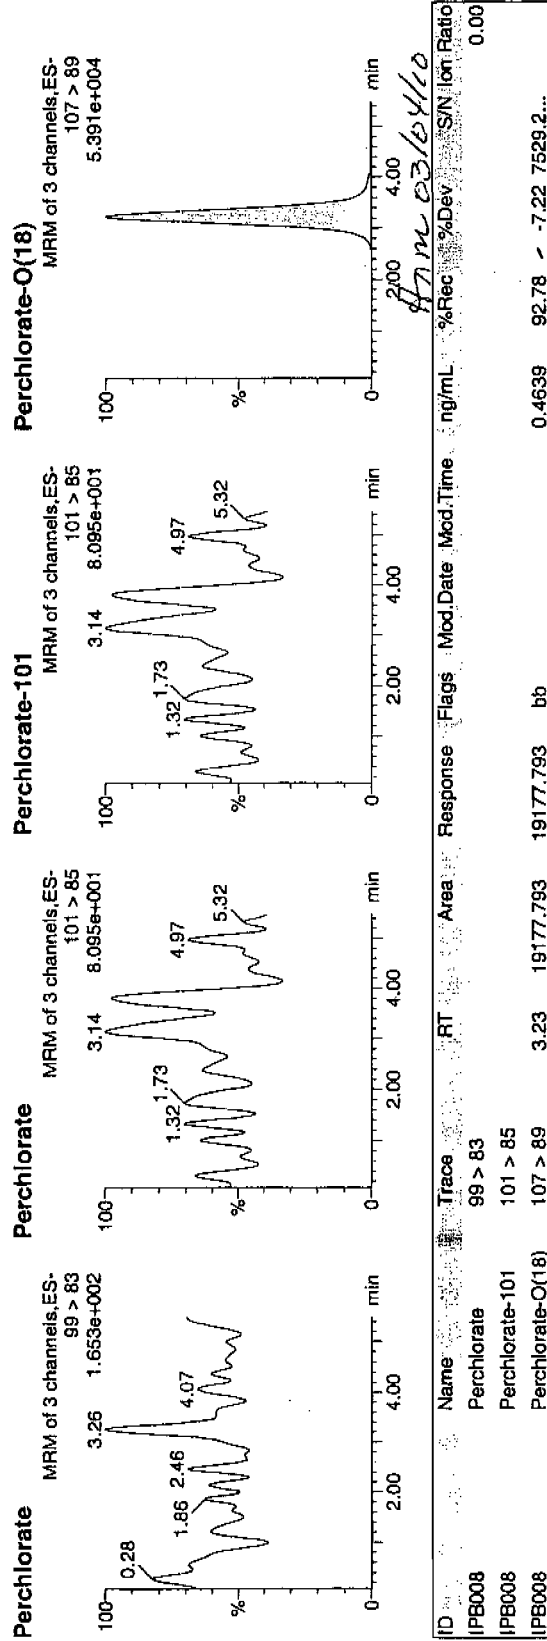 Perchlorate
MRM of 3 channels,ES-
99 > 83
1.653e+002
100
%
0
0.28
1.86
2.46
3.26
4.07
2.00
4.00
min
Perchlorate
MRM of 3 channels,ES-
101 > 85
8.095e+001
100
%
0
1.32
1.73
3.14
4.97
5.32
2.00
4.00
min
Perchlorate-101
MRM of 3 channels,ES-
101 > 85
8.095e+001
100
%
0
1.32
1.73
3.14
4.97
5.32
2.00
4.00
min
Perchlorate-O(18)
MRM of 3 channels,ES-
107 > 89
5.391e+004
100
%
0
2.00
4.00
min
03/04/10
ID Name Trace RT Area Response Flags Mod.Date Mod.Time ng/mL %Rec %Dev S/N Ion Ratio
IPB008 Perchlorate 99 > 83 0.00
IPB008 Perchlorate-101 101 > 85
IPB008 Perchlorate-O(18) 107 > 89 3.23 19177.793 19177.793 bb 0.4639 92.78 -7.22 7529.2...